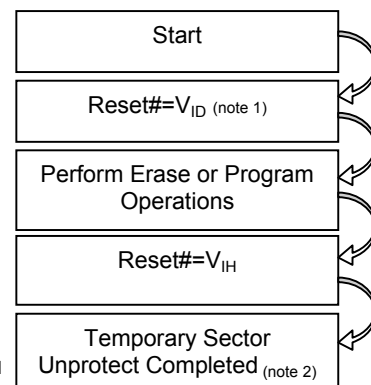 Start
Reset#=VID (note 1)
Perform Erase or Program
Operations
Reset#=VIH
Temporary Sector
Unprotect Completed (note 2)